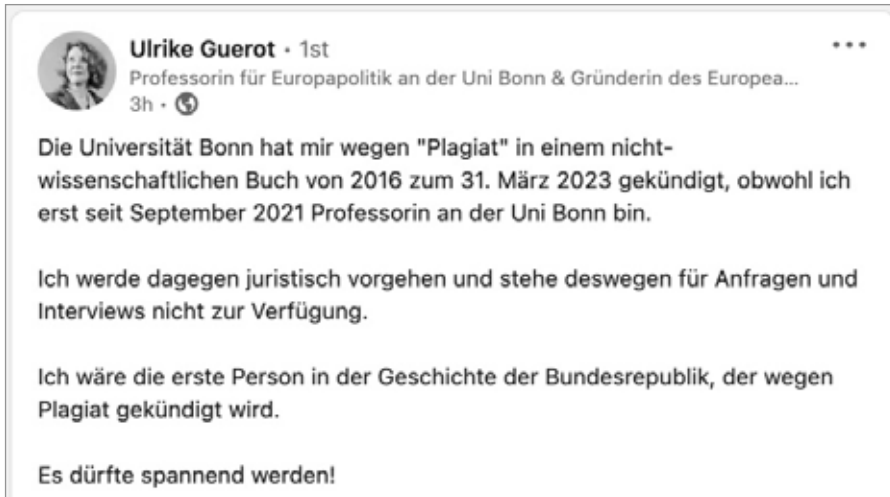 Ulrike Guerot • 1st
Professorin für Europapolitik an der Uni Bonn & Gründerin des Europea...
3h •
Die Universität Bonn hat mir wegen "Plagiat" in einem nicht-
wissenschaftlichen Buch von 2016 zum 31. März 2023 gekündigt, obwohl ich
erst seit September 2021 Professorin an der Uni Bonn bin.
Ich werde dagegen juristisch vorgehen und stehe deswegen für Anfragen und
Interviews nicht zur Verfügung.
Ich wäre die erste Person in der Geschichte der Bundesrepublik, der wegen
Plagiat gekündigt wird.
Es dürfte spannend werden!